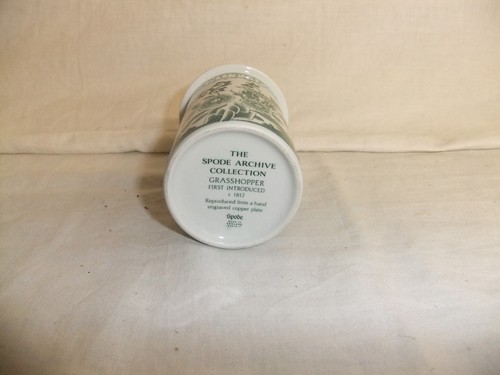 THE
SPODE ARCHIVE
COLLECTION
GRASSHOPPER
FIRST INTRODUCED
c 1812
Reproduced from a hand
engraved copper plate
Spode